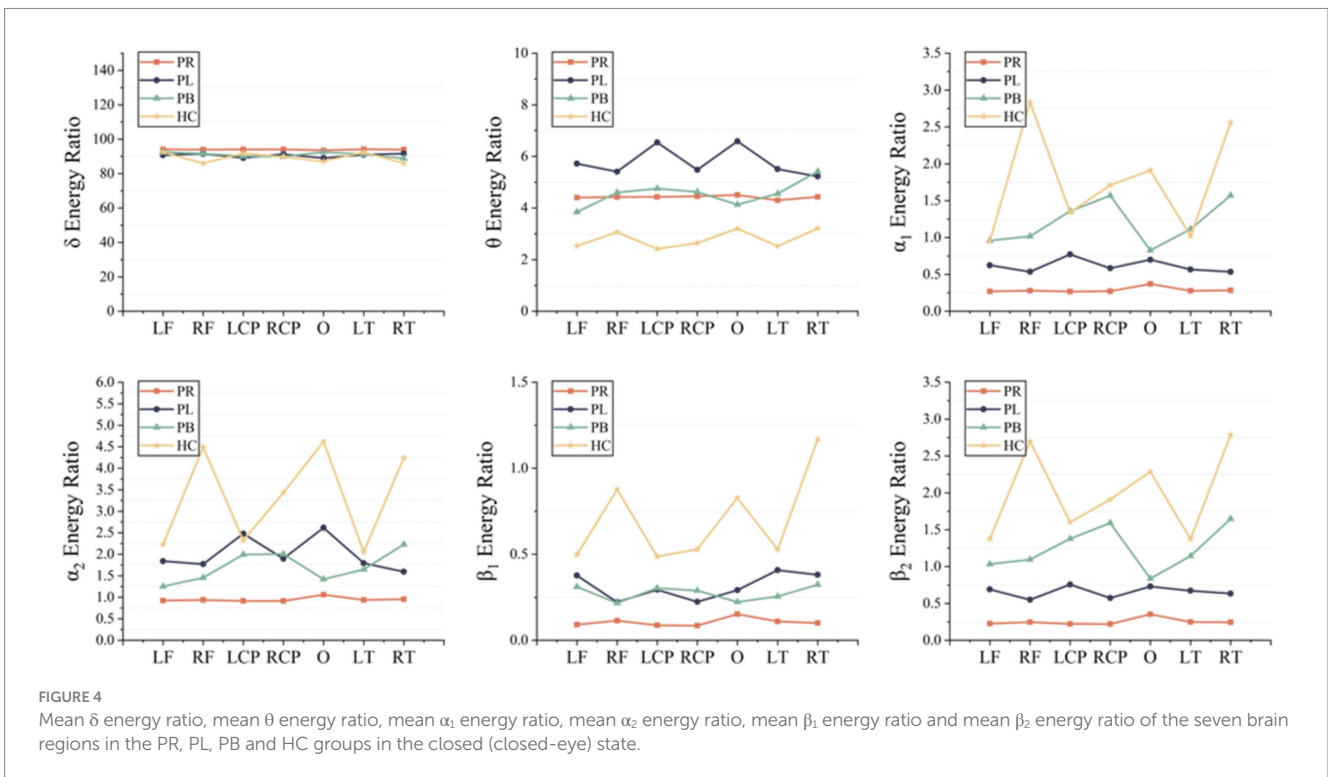 PR
PL
PB
HC
δ Energy Ratio
140
120
100
80
60
40
20
0
LF RF LCP RCP O LT RT
PR
PL
PB
HC
θ Energy Ratio
10
8
6
4
2
0
LF RF LCP RCP O LT RT
PR
PL
PB
HC
α₁ Energy Ratio
3.5
3.0
2.5
2.0
1.5
1.0
0.5
0.0
LF RF LCP RCP O LT RT
PR
PL
PB
HC
α₂ Energy Ratio
6.0
5.5
5.0
4.5
4.0
3.5
3.0
2.5
2.0
1.5
1.0
0.5
0.0
LF RF LCP RCP O LT RT
PR
PL
PB
HC
β₁ Energy Ratio
1.5
1.0
0.5
0.0
LF RF LCP RCP O LT RT
PR
PL
PB
HC
β₂ Energy Ratio
3.5
3.0
2.5
2.0
1.5
1.0
0.5
0.0
LF RF LCP RCP O LT RT
FIGURE 4
Mean δ energy ratio, mean θ energy ratio, mean α₁ energy ratio, mean α₂ energy ratio, mean β₁ energy ratio and mean β₂ energy ratio of the seven brain
regions in the PR, PL, PB and HC groups in the closed (closed-eye) state.